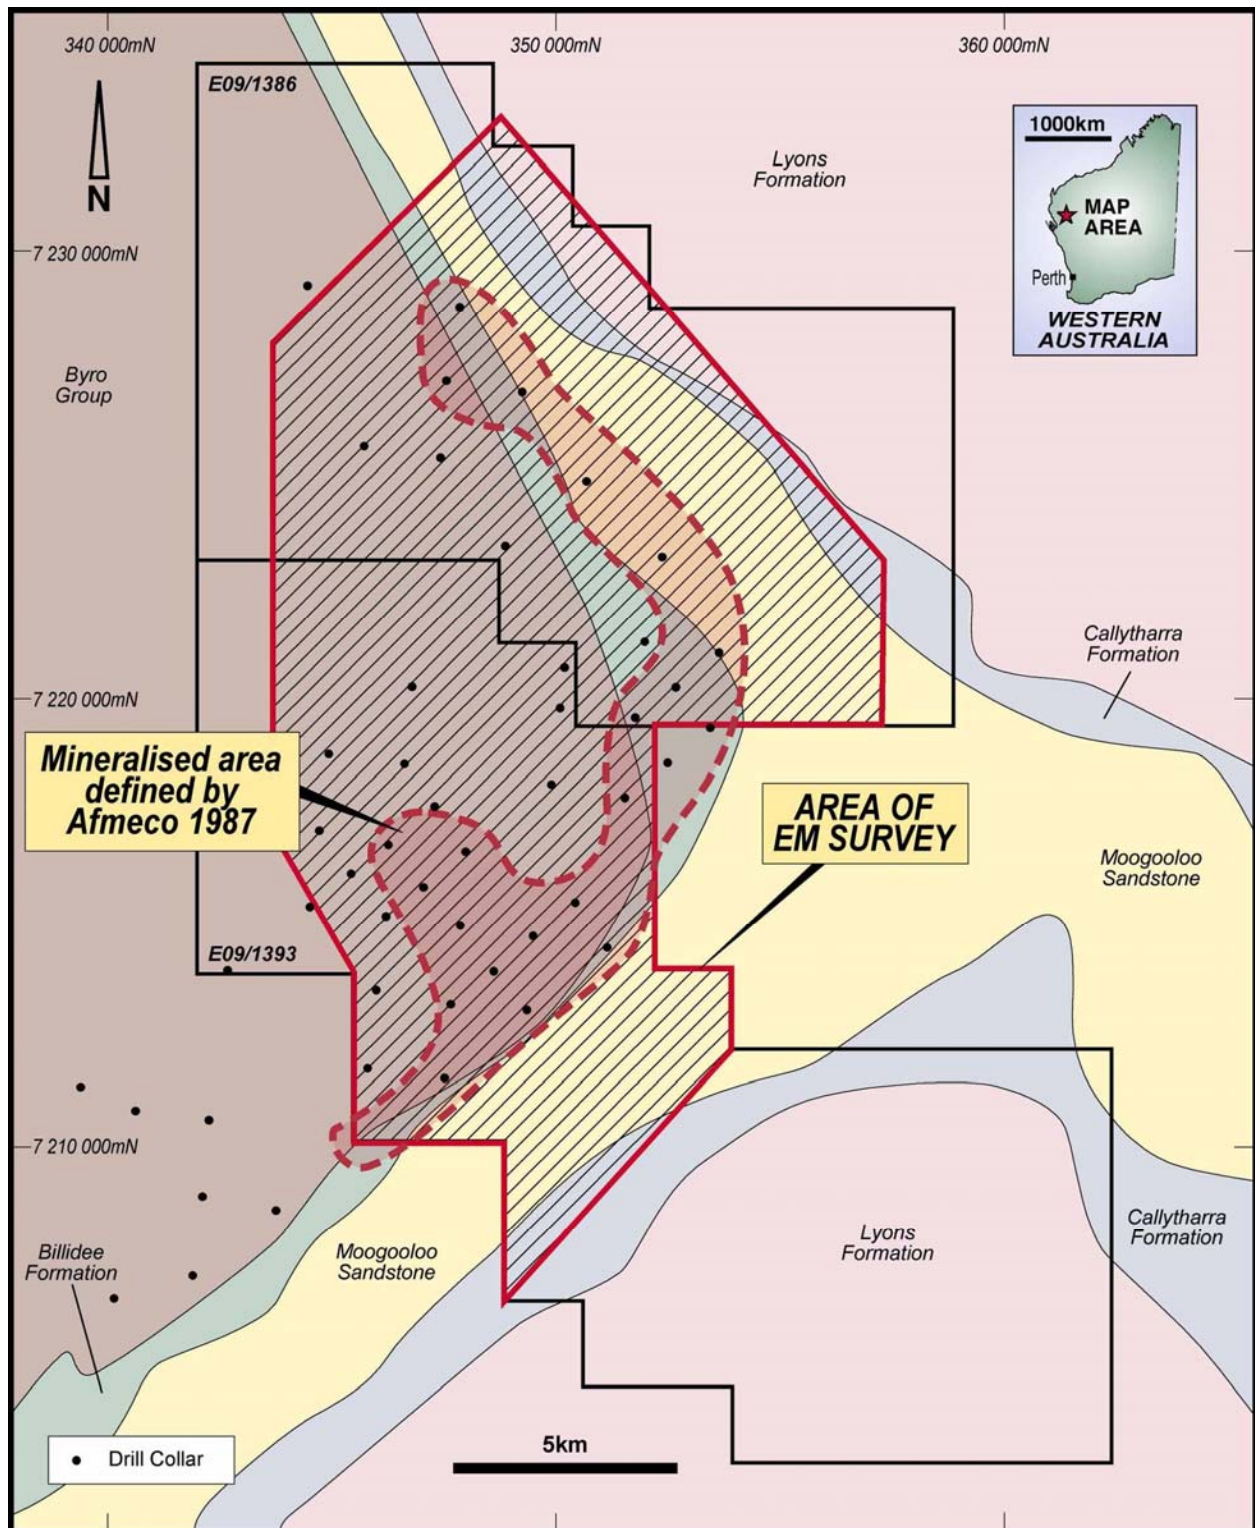 340 000mN
350 000mN
360 000mN
E09/1386
N
Lyons
Formation
1000km
MAP
AREA
Perth
WESTERN
AUSTRALIA
7 230 000mN
Byro
Group
Callytharra
Formation
7 220 000mN
Mineralised area
defined by
Afmeco 1987
AREA OF
EM SURVEY
Moogooloo
Sandstone
E09/1393
7 210 000mN
Billidee
Formation
Moogooloo
Sandstone
Lyons
Formation
Callytharra
Formation
Drill Collar
5km